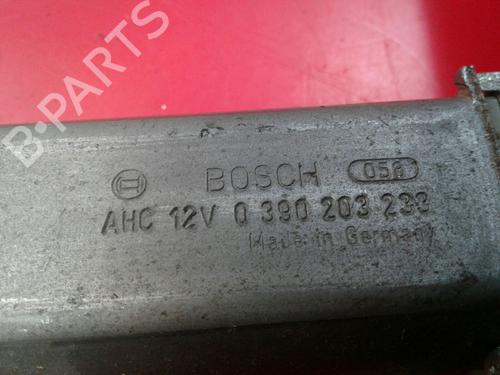 B-PARTS
BOSCH 058
AHC 12V 0 390 203 233
Made in Germany